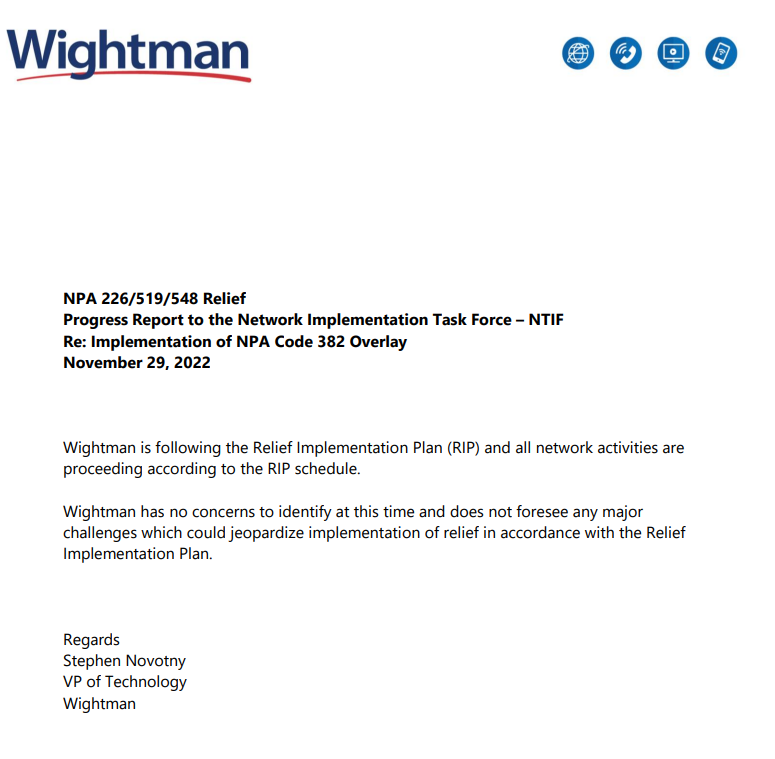 Wightman
NPA 226/519/548 Relief
Progress Report to the Network Implementation Task Force – NTIF
Re: Implementation of NPA Code 382 Overlay
November 29, 2022
Wightman is following the Relief Implementation Plan (RIP) and all network activities are
proceeding according to the RIP schedule.
Wightman has no concerns to identify at this time and does not foresee any major
challenges which could jeopardize implementation of relief in accordance with the Relief
Implementation Plan.
Regards
Stephen Novotny
VP of Technology
Wightman